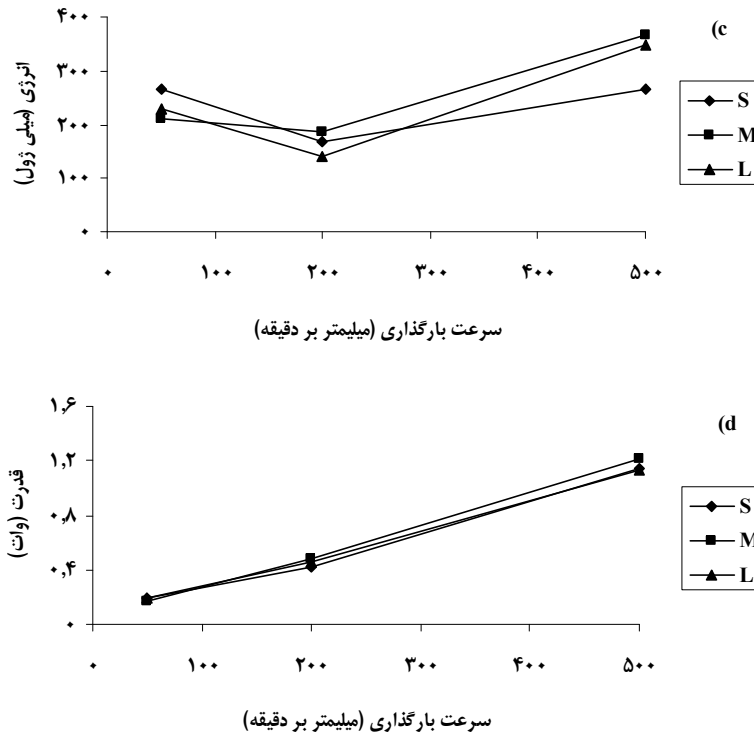 (c
۴۰۰
۳۰۰
۲۰۰
۱۰۰
۰
انرژی (میلی ژول)
S
M
L
۰ ۱۰۰ ۲۰۰ ۳۰۰ ۴۰۰ ۵۰۰
سرعت بارگذاری (میلیمتر بر دقیقه)
(d
۱,۶
۱,۲
۰,۸
۰,۴
۰
قدرت (وات)
S
M
L
۰ ۱۰۰ ۲۰۰ ۳۰۰ ۴۰۰ ۵۰۰
سرعت بارگذاری (میلیمتر بر دقیقه)